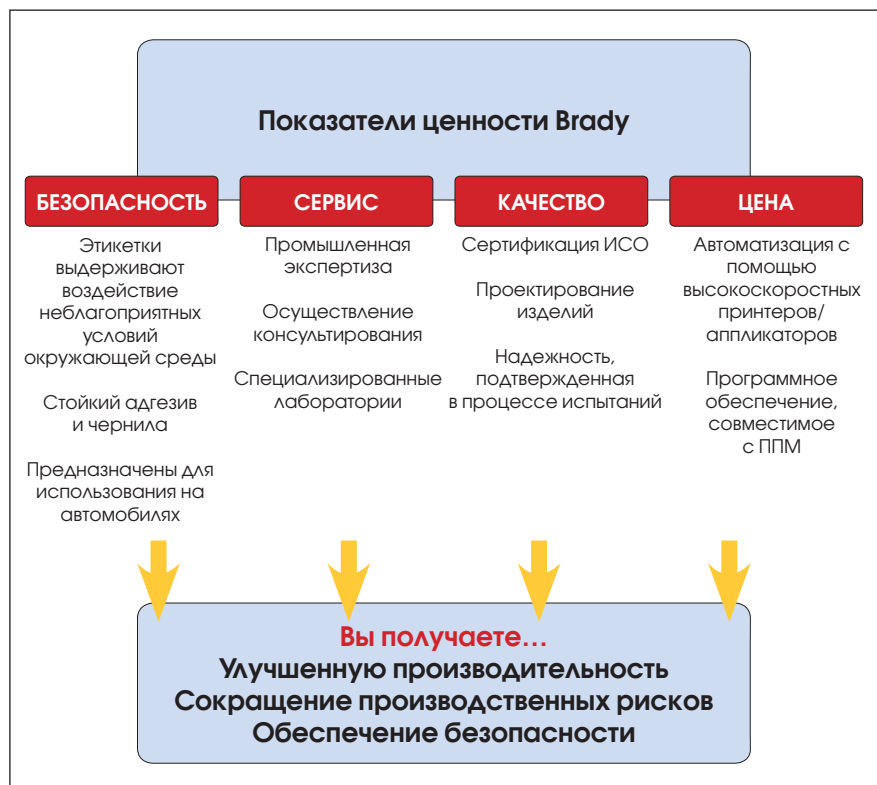 Показатели ценности Brady
БЕЗОПАСНОСТЬ
Этикетки
выдерживают
воздействие
неблагоприятных
условий
окружающей среды
Стойкий адгезив
и чернила
Предназначены для
использования на
автомобилях
СЕРВИС
Промышленная
экспертиза
Осуществление
консультирования
Специализированные
лаборатории
КАЧЕСТВО
Сертификация ИСО
Проектирование
изделий
Надежность,
подтвержденная
в процессе испытаний
ЦЕНА
Автоматизация с
помощью
высокоскоростных
принтеров/
аппликаторов
Программное
обеспечение,
совместимое
с ППМ
Вы получаете...
Улучшенную производительность
Сокращение производственных рисков
Обеспечение безопасности